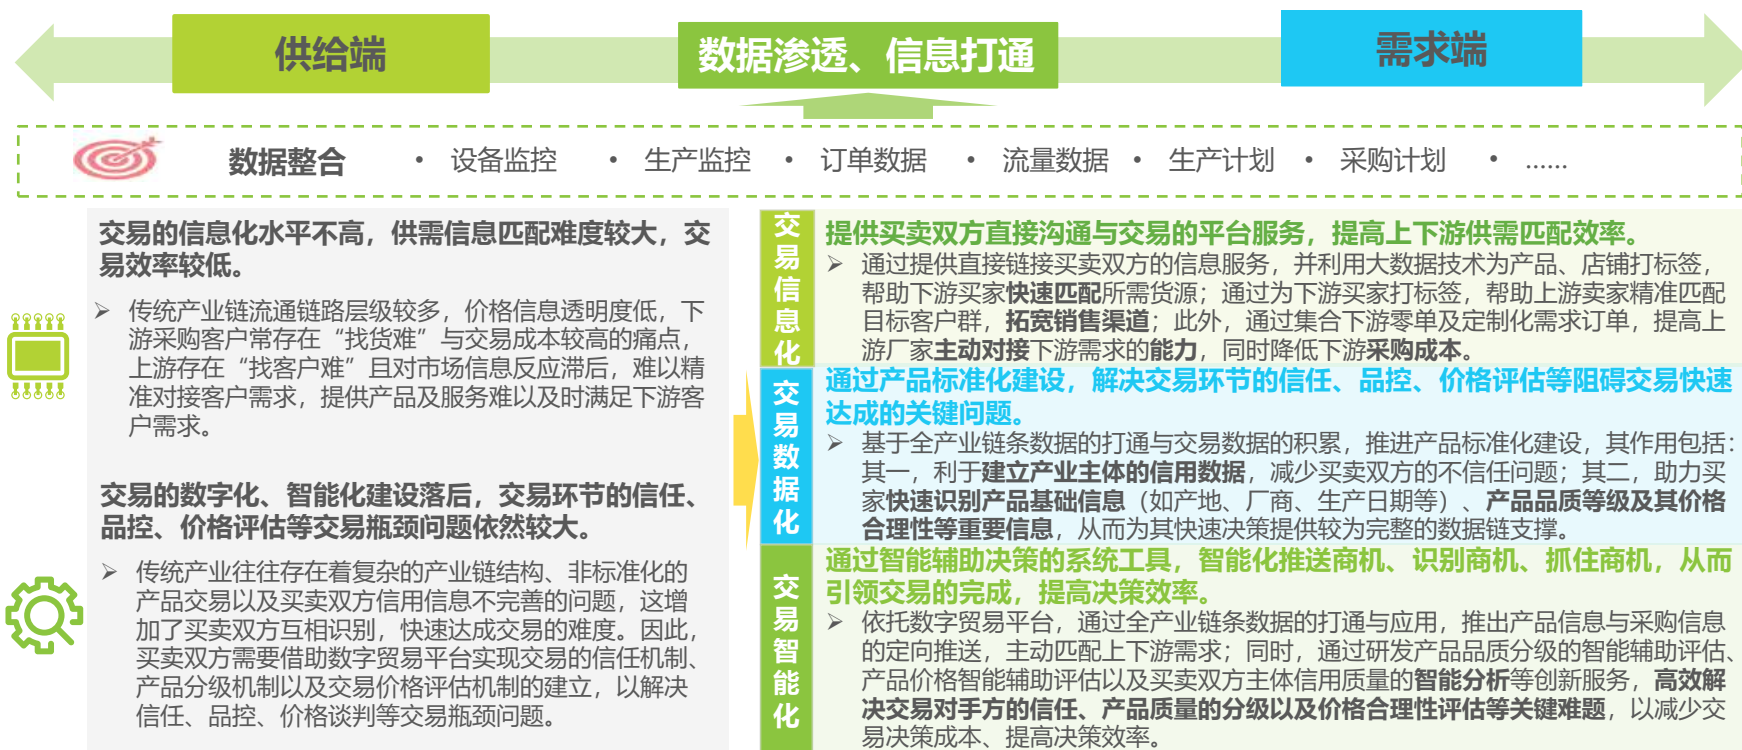 供给端
数据渗透、信息打通
需求端
数据整合
• 设备监控
• 生产监控
• 订单数据
• 流量数据
• 生产计划
• 采购计划
• ......
交易的信息化水平不高，供需信息匹配难度较大，交
易效率较低。
➢ 传统产业链流通链路层级较多，价格信息透明度低，下
游采购客户常存在“找货难”与交易成本较高的痛点，
上游存在“找客户难”且对市场信息反应滞后，难以精
准对接客户需求，提供产品及服务难以及时满足下游客
户需求。
交易的数字化、智能化建设落后，交易环节的信任、
品控、价格评估等交易瓶颈问题依然较大。
➢ 传统产业往往存在着复杂的产业链结构、非标准化的
产品交易以及买卖双方信用信息不完善的问题，这增
加了买卖双方互相识别，快速达成交易的难度。因此，
买卖双方需要借助数字贸易平台实现交易的信任机制、
产品分级机制以及交易价格评估机制的建立，以解决
信任、品控、价格谈判等交易瓶颈问题。
交易信息化
提供买卖双方直接沟通与交易的平台服务，提高上下游供需匹配效率。
➢ 通过提供直接链接买卖双方的信息服务，并利用大数据技术为产品、店铺打标签，
帮助下游买家快速匹配所需货源；通过为下游买家打标签，帮助上游卖家精准匹配
目标客户群，拓宽销售渠道；此外，通过集合下游零单及定制化需求订单，提高上
游厂家主动对接下游需求的能力，同时降低下游采购成本。
交易数据化
通过产品标准化建设，解决交易环节的信任、品控、价格评估等阻碍交易快速
达成的关键问题。
➢ 基于全产业链条数据的打通与交易数据的积累，推进产品标准化建设，其作用包括：
其一，利于建立产业主体的信用数据，减少买卖双方的不信任问题；其二，助力买
家快速识别产品基础信息（如产地、厂商、生产日期等）、产品品质等级及其价格
合理性等重要信息，从而为其快速决策提供较为完整的数据链支撑。
交易智能化
通过智能辅助决策的系统工具，智能化推送商机、识别商机、抓住商机，从而
引领交易的完成，提高决策效率。
➢ 依托数字贸易平台，通过全产业链条数据的打通与应用，推出产品信息与采购信息
的定向推送，主动匹配上下游需求；同时，通过研发产品品质分级的智能辅助评估、
产品价格智能辅助评估以及买卖双方主体信用质量的智能分析等创新服务，高效解
决交易对手方的信任、产品质量的分级以及价格合理性评估等关键难题，以减少交
易决策成本、提高决策效率。